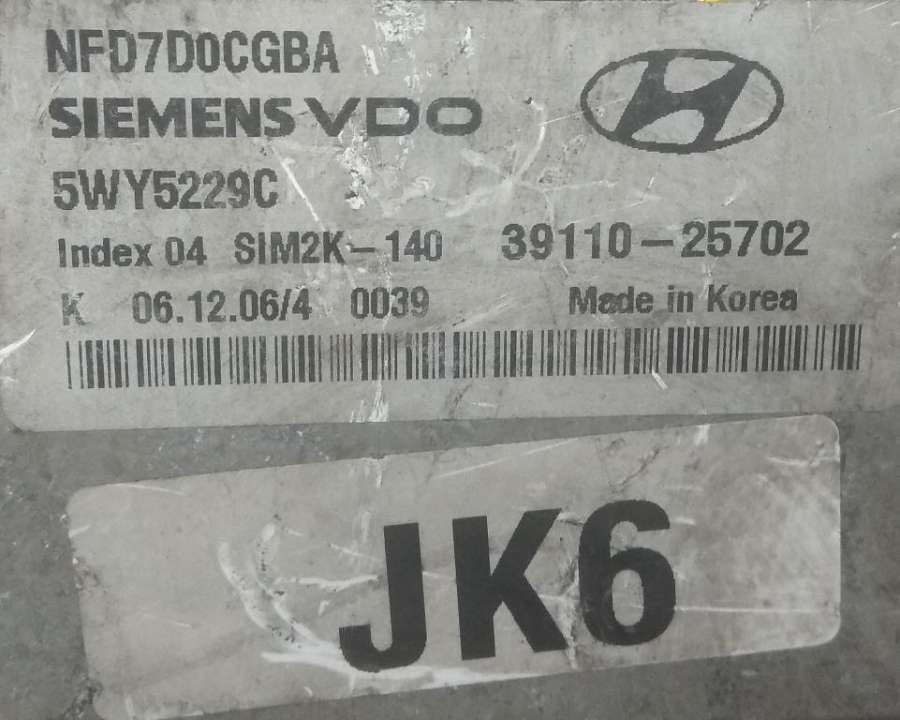 NFD7D0CGBA
SIEMENS VDO
5WY5229C
Index 04 SIM2K-140 39110-25702
K 06.12.06/4 0039 Made in Korea
JK6